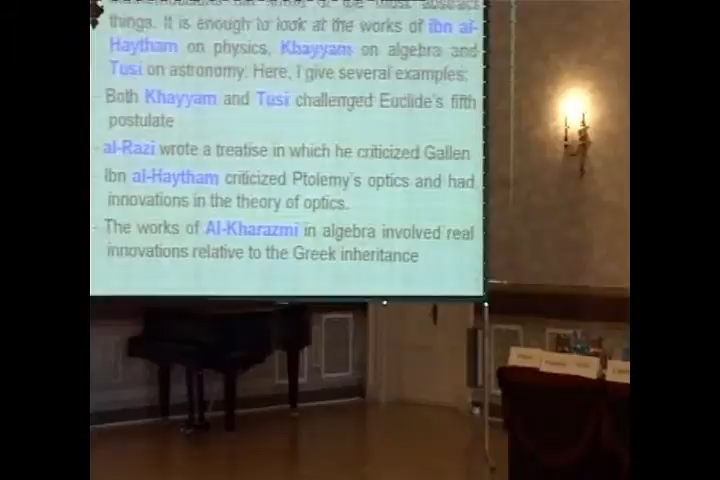 most abstract
things. It is enough to look at the works of ibn al-
Haytham on physics, Khayyam on algebra and
Tusi on astronomy. Here, I give several examples:
- Both Khayyam and Tusi challenged Euclide's fifth
postulate
- al-Razi wrote a treatise in which he criticized Gallen
- Ibn al-Haytham criticized Ptolemy's optics and had
innovations in the theory of optics.
- The works of Al-Kharazmi in algebra involved real
innovations relative to the Greek inheritance